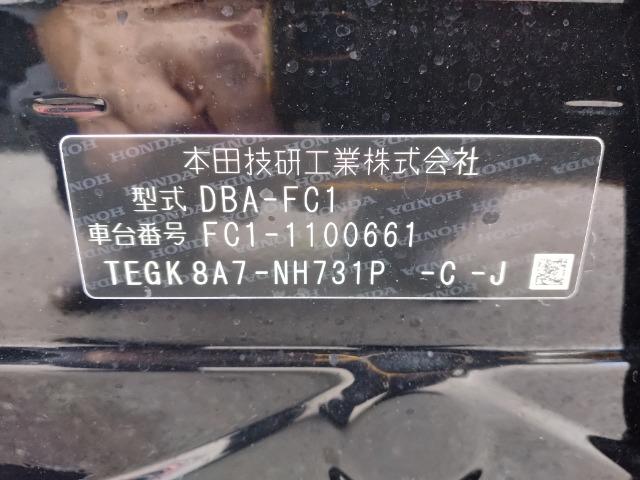 本田技研工業株式会社
型式 DBA-FC1
車台番号 FC1-1100661
TEGK 8A7-NH731P -C -J